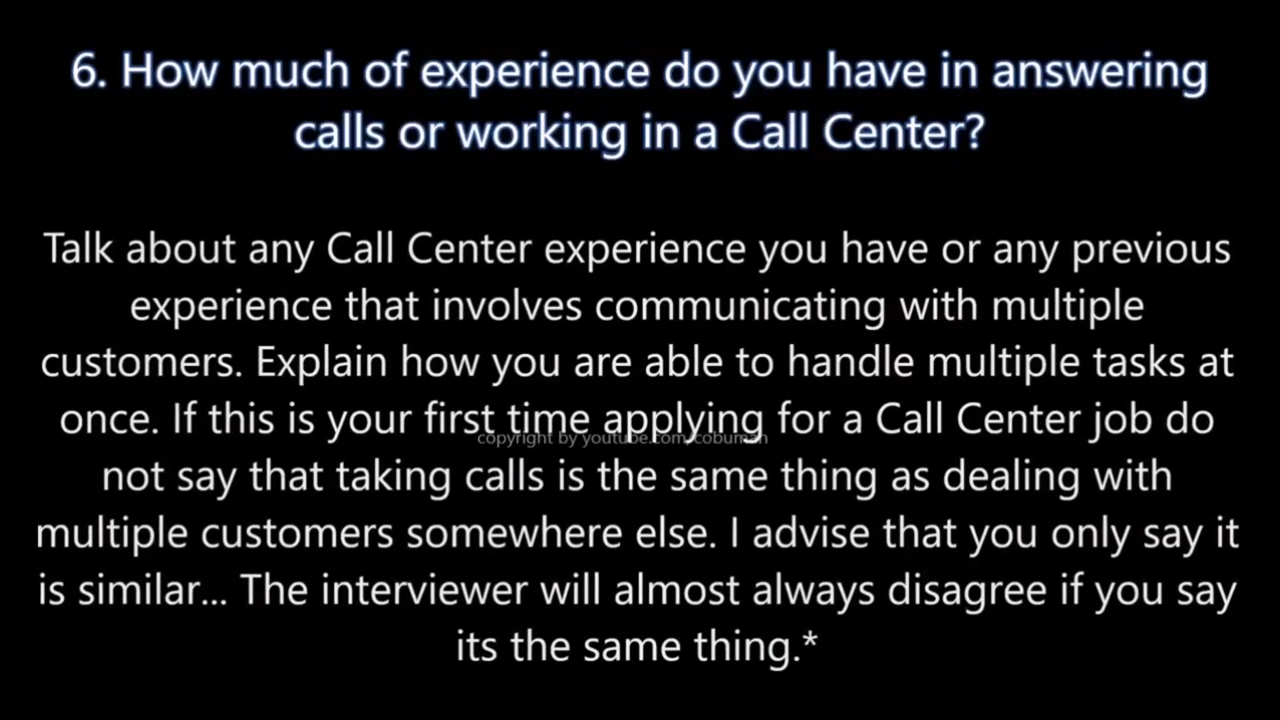 6. How much of experience do you have in answering
calls or working in a Call Center?
Talk about any Call Center experience you have or any previous
experience that involves communicating with multiple
customers. Explain how you are able to handle multiple tasks at
once. If this is your first time applying for a Call Center job do
copyright by youtube.com/cobuman
not say that taking calls is the same thing as dealing with
multiple customers somewhere else. I advise that you only say it
is similar... The interviewer will almost always disagree if you say
its the same thing.*